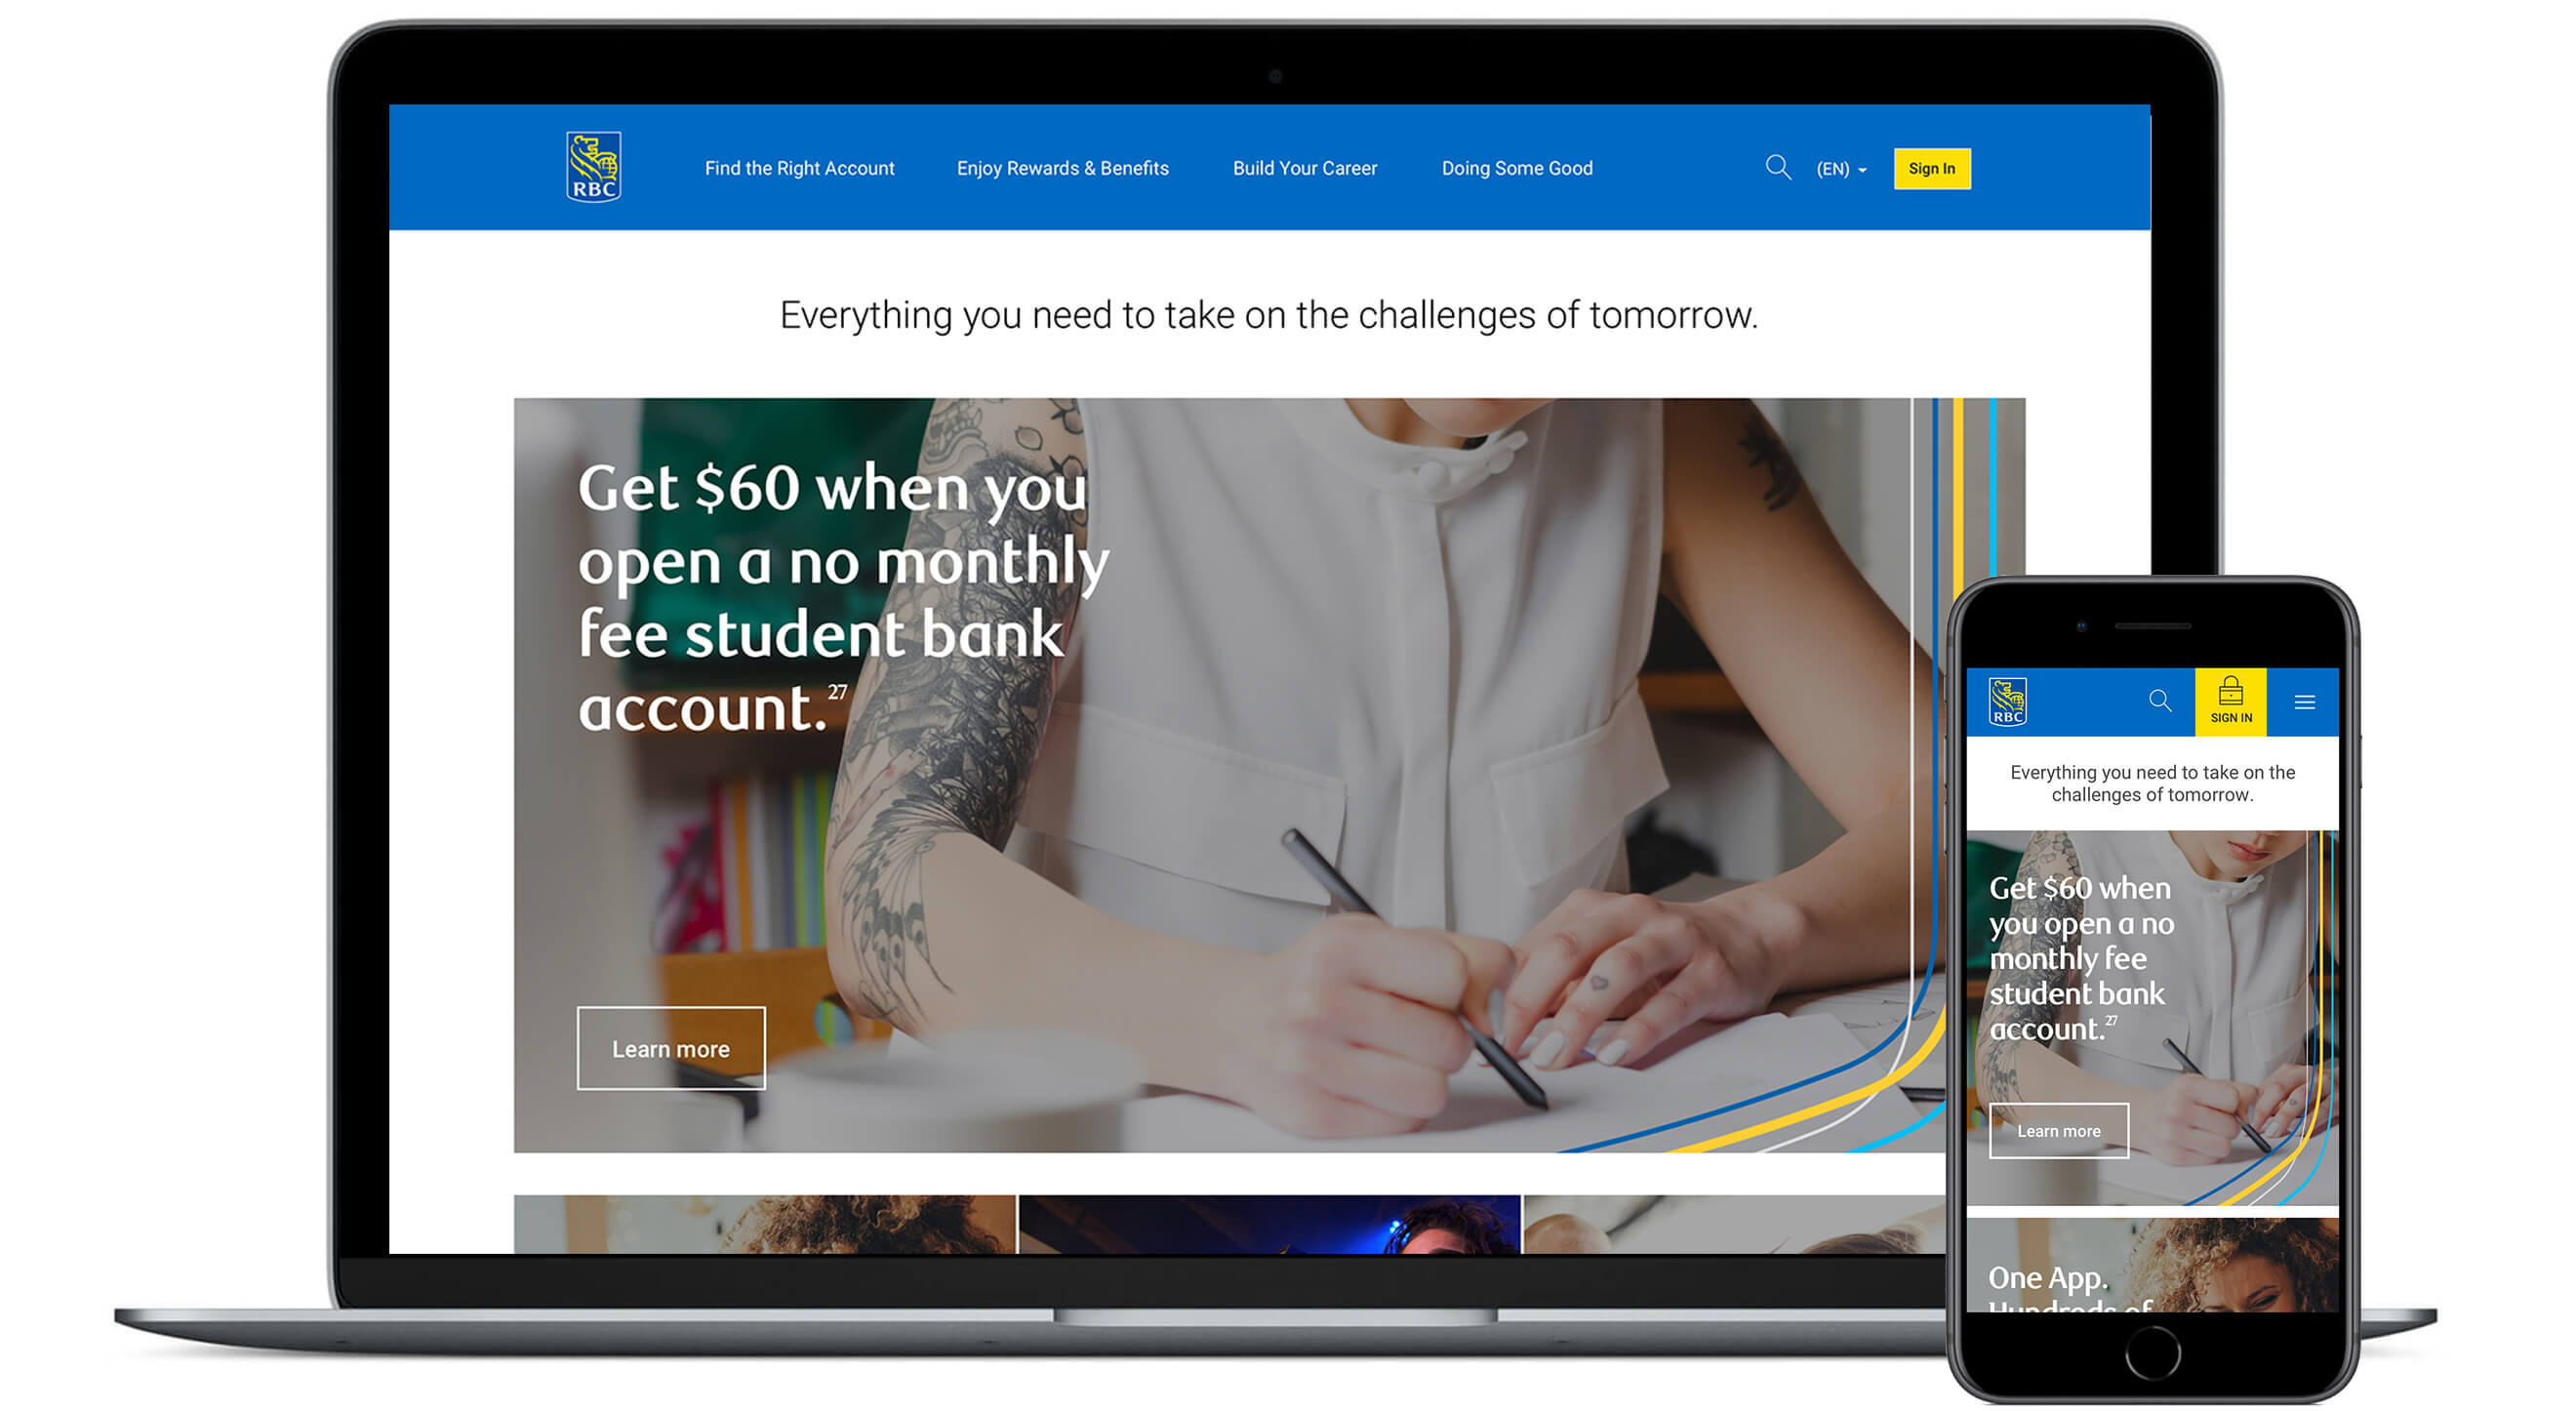 RBC
Find the Right Account
Enjoy Rewards & Benefits
Build Your Career
Doing Some Good
(EN)
Sign In
Everything you need to take on the challenges of tomorrow.
Get $60 when you
open a no monthly
fee student bank
account.27
Learn more
RBC
SIGN IN
Everything you need to take on the
challenges of tomorrow.
Get $60 when
you open a no
monthly fee
student bank
account.27
Learn more
One App.
Hundreds of